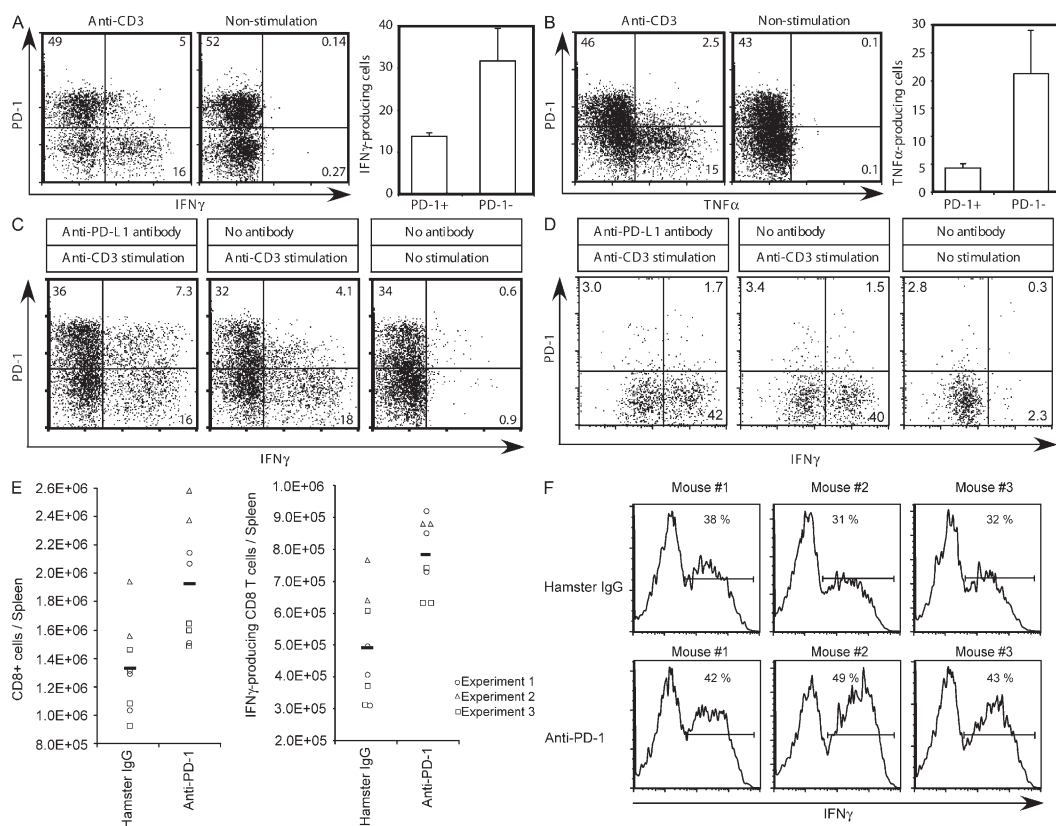 A
Anti-CD3
Non-stimulation
49
5
16
52
0.14
0.27
PD-1
IFNγ
IFNγ-producing cells
40
30
20
10
0
PD-1+
PD-1-
B
Anti-CD3
Non-stimulation
46
2.5
15
43
0.1
0.1
PD-1
TNFα
TNFα-producing cells
30
25
20
15
10
5
0
PD-1+
PD-1-
C
Anti-PD-L1 antibody
No antibody
No antibody
Anti-CD3 stimulation
Anti-CD3 stimulation
No stimulation
36
7.3
16
32
4.1
18
34
0.6
0.9
PD-1
IFNγ
D
Anti-PD-L1 antibody
No antibody
No antibody
Anti-CD3 stimulation
Anti-CD3 stimulation
No stimulation
3.0
1.7
42
3.4
1.5
40
2.8
0.3
2.3
PD-1
IFNγ
E
CD8+ cells / Spleen
2.6E+06
2.4E+06
2.2E+06
2.0E+06
1.8E+06
1.6E+06
1.4E+06
1.2E+06
1.0E+06
8.0E+05
Hamster IgG
Anti-PD-1
IFNγ-producing CD8 T cells / Spleen
1.0E+06
9.0E+05
8.0E+05
7.0E+05
6.0E+05
5.0E+05
4.0E+05
3.0E+05
2.0E+05
Hamster IgG
Anti-PD-1
Experiment 1
Experiment 2
Experiment 3
F
Mouse #1
Mouse #2
Mouse #3
38 %
31 %
32 %
Hamster IgG
Mouse #1
Mouse #2
Mouse #3
42 %
49 %
43 %
Anti-PD-1
IFNγ